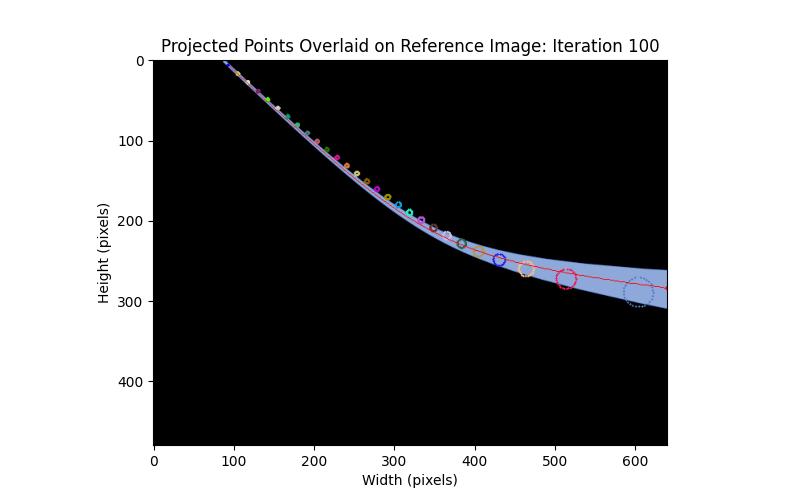 Projected Points Overlaid on Reference Image: Iteration 100
0
100
200
300
400
Height (pixels)
0 100 200 300 400 500 600
Width (pixels)